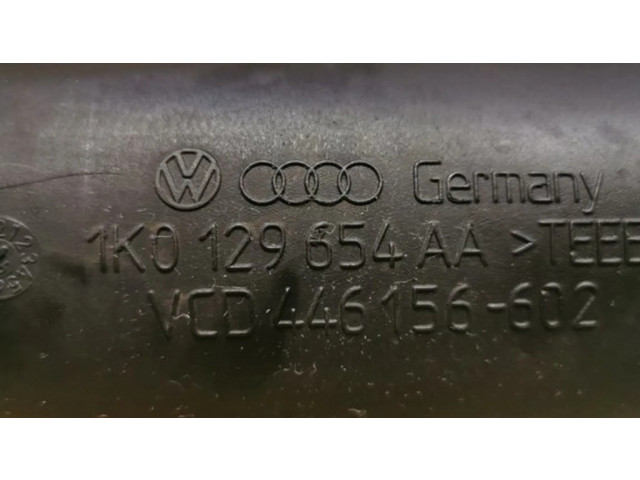 Germany
1K0 129 654 AA >TEEE
VCD 446 156-602